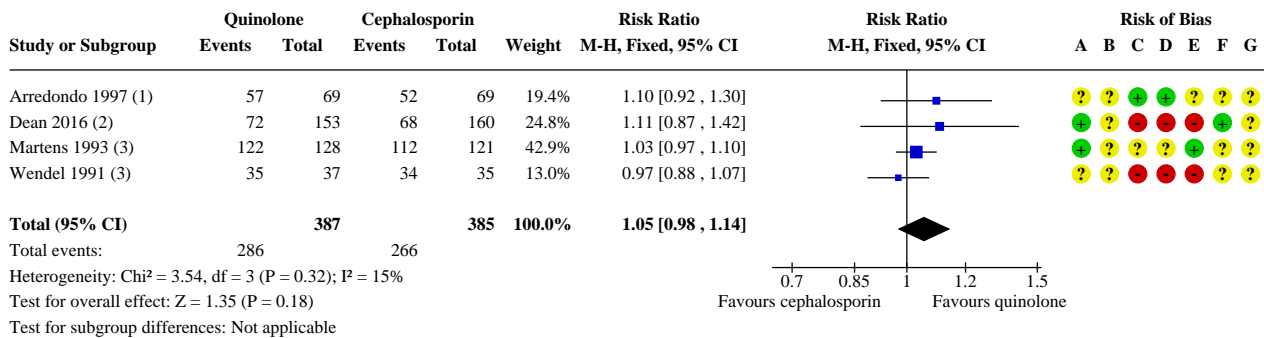 Quinolone Cephalosporin Risk Ratio Risk Ratio Risk of Bias
Study or Subgroup Events Total Events Total Weight M-H, Fixed, 95% CI M-H, Fixed, 95% CI A B C D E F G
Arredondo 1997 (1) 57 69 52 69 19.4% 1.10 [0.92 , 1.30] ? ? + + ? ? ?
Dean 2016 (2) 72 153 68 160 24.8% 1.11 [0.87 , 1.42] + ? - - - + ?
Martens 1993 (3) 122 128 112 121 42.9% 1.03 [0.97 , 1.10] + ? ? ? + ? ?
Wendel 1991 (3) 35 37 34 35 13.0% 0.97 [0.88 , 1.07] ? ? - - - ? ?
Total (95% CI) 387 385 100.0% 1.05 [0.98 , 1.14]
Total events: 286 266
Heterogeneity: Chi² = 3.54, df = 3 (P = 0.32); I² = 15%
0.7 0.85 1 1.2 1.5
Test for overall effect: Z = 1.35 (P = 0.18)
Favours cephalosporin Favours quinolone
Test for subgroup differences: Not applicable